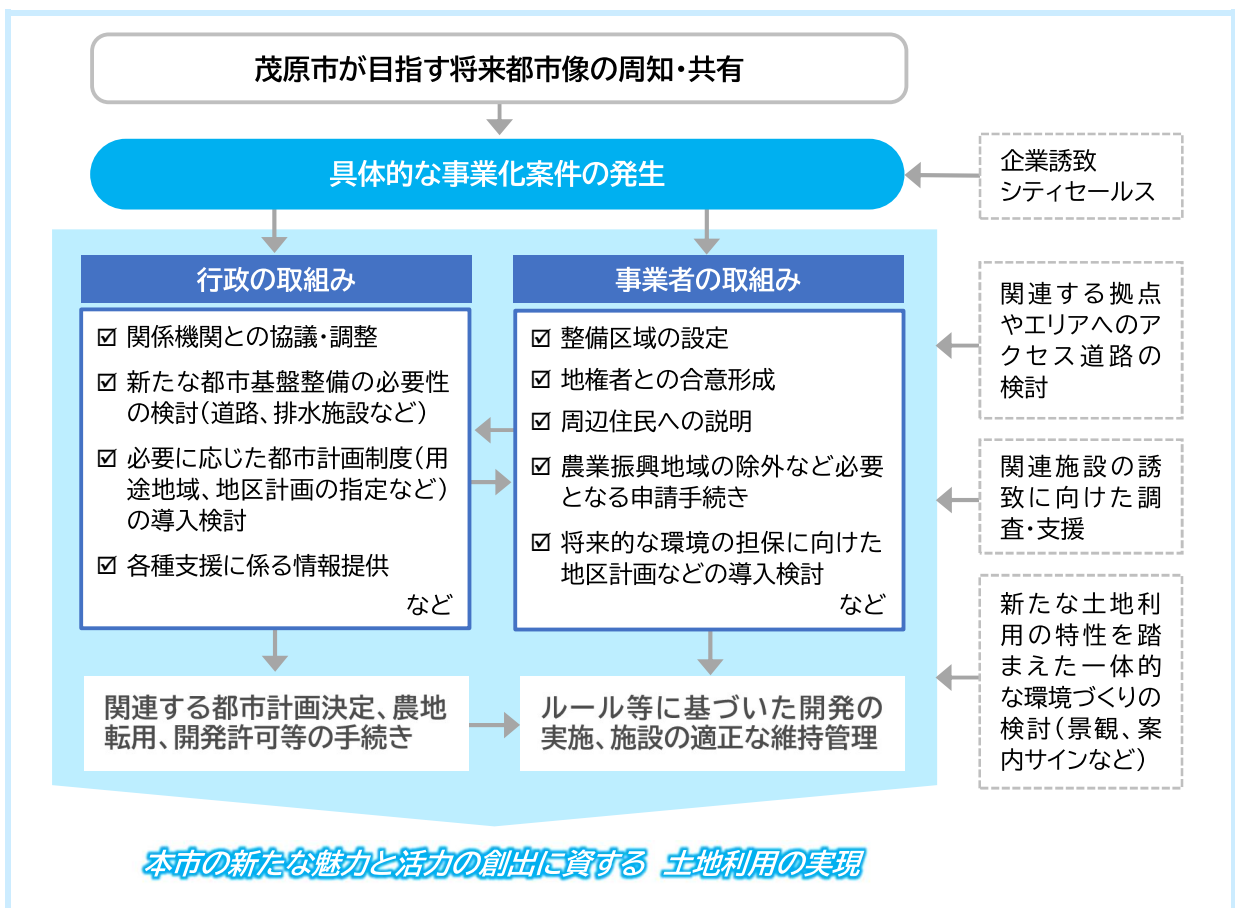 茂原市が目指す将来都市像の周知・共有
具体的な事業化案件の発生
企業誘致
シティセールス
行政の取組み
☑ 関係機関との協議・調整
☑ 新たな都市基盤整備の必要性
の検討（道路、排水施設など）
☑ 必要に応じた都市計画制度（用
途地域、地区計画の指定など）
の導入検討
☑ 各種支援に係る情報提供
など
事業者の取組み
☑ 整備区域の設定
☑ 地権者との合意形成
☑ 周辺住民への説明
☑ 農業振興地域の除外など必要
となる申請手続き
☑ 将来的な環境の担保に向けた
地区計画などの導入検討
など
関連する拠点
やエリアへのア
クセス道路の
検討
関連施設の誘
致に向けた調
査・支援
新たな土地利
用の特性を踏
まえた一体的
な環境づくりの
検討（景観、案
内サインなど）
関連する都市計画決定、農地
転用、開発許可等の手続き
ルール等に基づいた開発の
実施、施設の適正な維持管理
本市の新たな魅力と活力の創出に資する　土地利用の実現